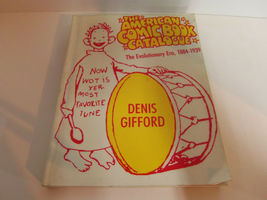 THE
AMERICAN
COMIC BOOK
CATALOGUE
The Evolutionary Era, 1884-1939
NOW
WOT IS
YER
MOST
FAVORITE
TUNE
DENIS
GIFFORD